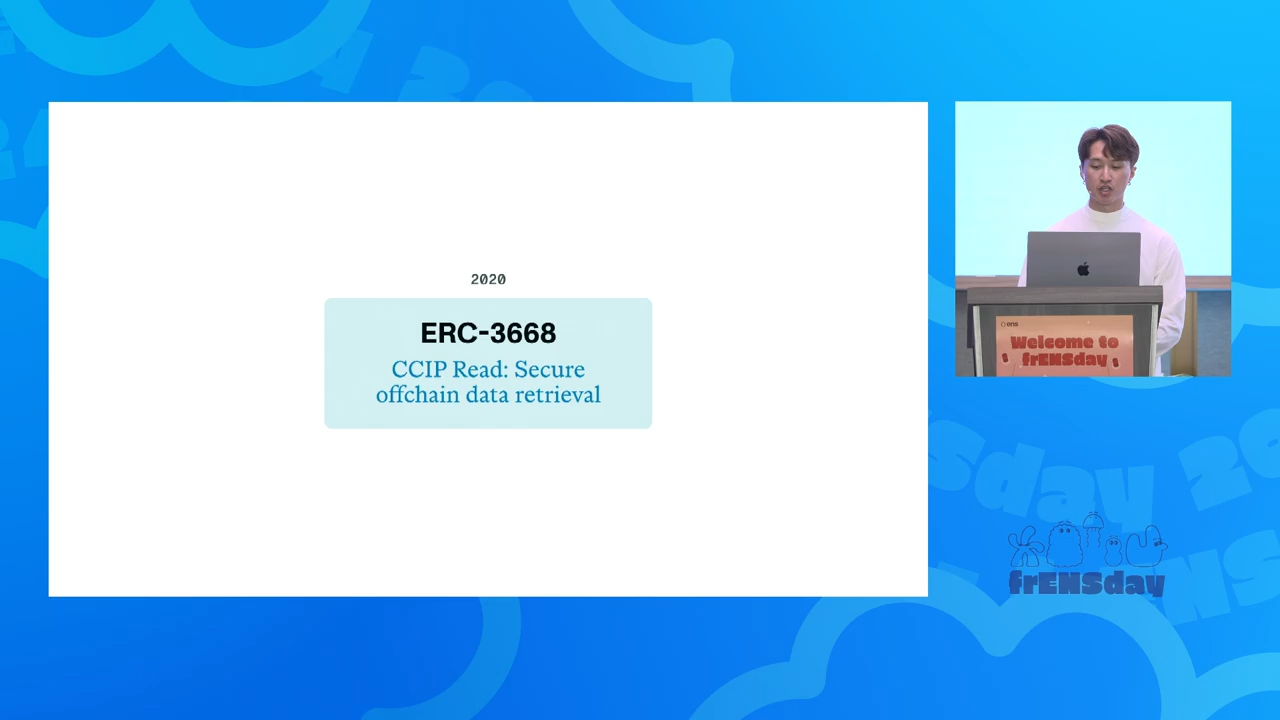 2020
ERC-3668
CCIP Read: Secure
offchain data retrieval
ens
Welcome to
frENSday
frENSday